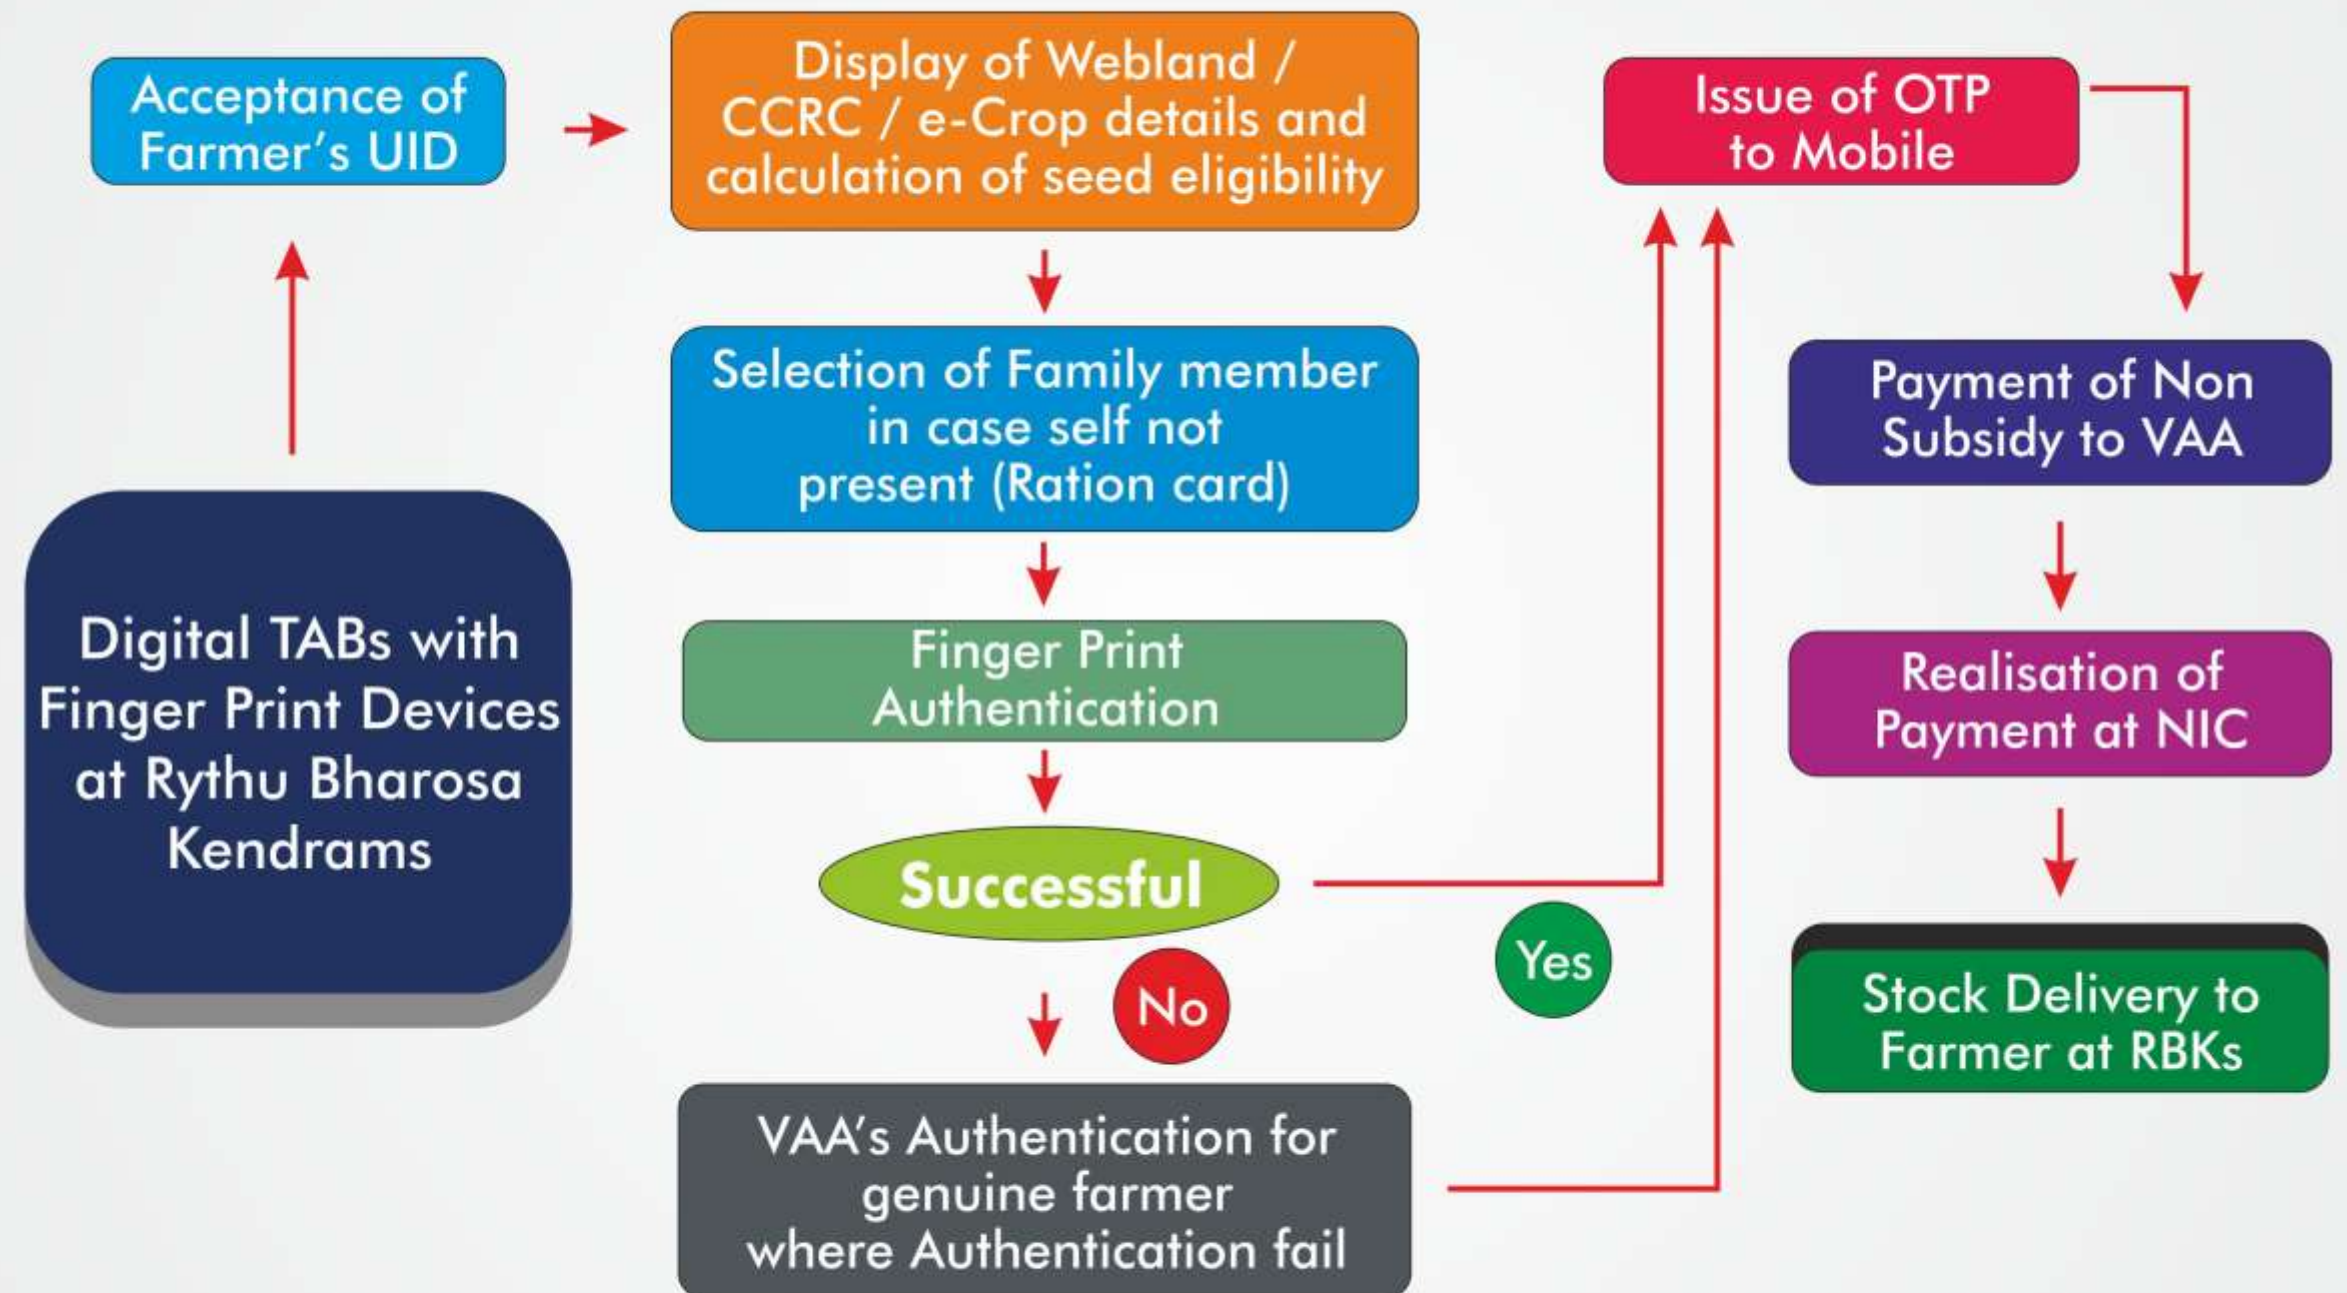 Digital TABs with
Finger Print Devices
at Rythu Bharosa
Kendrams
Acceptance of
Farmer's UID
Display of Webland /
CCRC / e-Crop details and
calculation of seed eligibility
Selection of Family member
in case self not
present (Ration card)
Finger Print
Authentication
Successful
No
Yes
VAA's Authentication for
genuine farmer
where Authentication fail
Issue of OTP
to Mobile
Payment of Non
Subsidy to VAA
Realisation of
Payment at NIC
Stock Delivery to
Farmer at RBKs